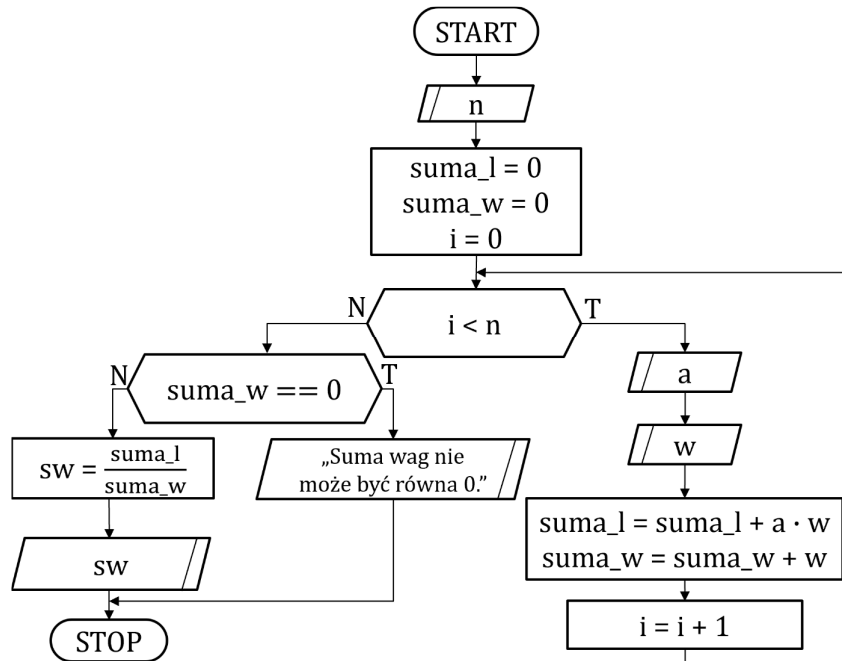 START
n
suma_l = 0
suma_w = 0
i = 0
N
i < n
T
a
N
suma_w == 0
T
w
sw = suma_l
suma_w
„Suma wag nie
może być równa 0.”
suma_l = suma_l + a · w
suma_w = suma_w + w
sw
i = i + 1
STOP